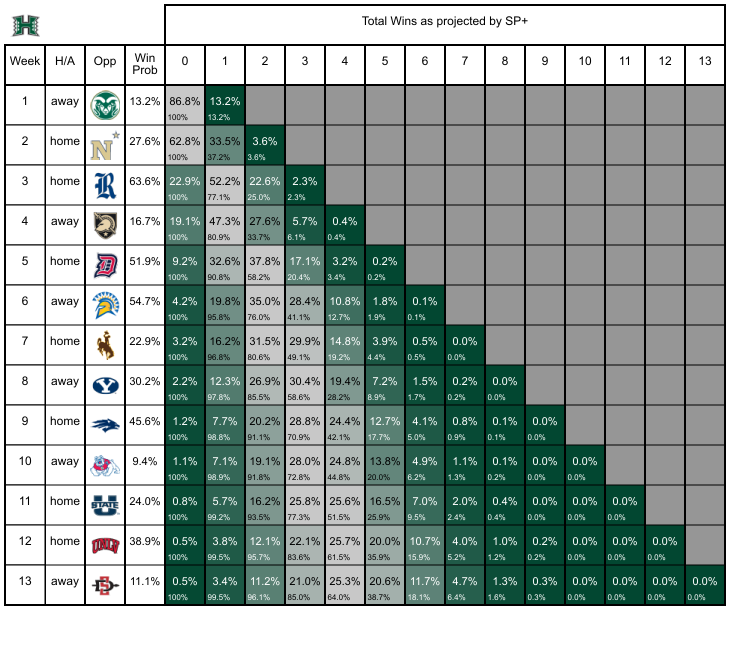 H
Total Wins as projected by SP+
Week H/A Opp Win Prob 0 1 2 3 4 5 6 7 8 9 10 11 12 13
1 away 13.2% 86.8% 13.2%
100% 13.2%
2 home N 27.6% 62.8% 33.5% 3.6%
100% 37.2% 3.6%
3 home R 63.6% 22.9% 52.2% 22.6% 2.3%
100% 77.1% 25.0% 2.3%
4 away 16.7% 19.1% 47.3% 27.6% 5.7% 0.4%
100% 80.9% 33.7% 6.1% 0.4%
5 home D 51.9% 9.2% 32.6% 37.8% 17.1% 3.2% 0.2%
100% 90.8% 58.2% 20.4% 3.4% 0.2%
6 away 54.7% 4.2% 19.8% 35.0% 28.4% 10.8% 1.8% 0.1%
100% 95.8% 76.0% 41.1% 12.7% 1.9% 0.1%
7 home 22.9% 3.2% 16.2% 31.5% 29.9% 14.8% 3.9% 0.5% 0.0%
100% 96.8% 80.6% 49.1% 19.2% 4.4% 0.5% 0.0%
8 away Y 30.2% 2.2% 12.3% 26.9% 30.4% 19.4% 7.2% 1.5% 0.2% 0.0%
100% 97.8% 85.5% 58.6% 28.2% 8.9% 1.7% 0.2% 0.0%
9 home 45.6% 1.2% 7.7% 20.2% 28.8% 24.4% 12.7% 4.1% 0.8% 0.1% 0.0%
100% 98.8% 91.1% 70.9% 42.1% 17.7% 5.0% 0.9% 0.1% 0.0%
10 away 9.4% 1.1% 7.1% 19.1% 28.0% 24.8% 13.8% 4.9% 1.1% 0.1% 0.0% 0.0%
100% 98.9% 91.8% 72.8% 44.8% 20.0% 6.2% 1.3% 0.2% 0.0% 0.0%
11 home U STATE 24.0% 0.8% 5.7% 16.2% 25.8% 25.6% 16.5% 7.0% 2.0% 0.4% 0.0% 0.0% 0.0%
100% 99.2% 93.5% 77.3% 51.5% 25.9% 9.5% 2.4% 0.4% 0.0% 0.0% 0.0%
12 home UNLV 38.9% 0.5% 3.8% 12.1% 22.1% 25.7% 20.0% 10.7% 4.0% 1.0% 0.2% 0.0% 0.0% 0.0%
100% 99.5% 95.7% 83.6% 61.5% 35.9% 15.9% 5.2% 1.2% 0.2% 0.0% 0.0% 0.0%
13 away SD 11.1% 0.5% 3.4% 11.2% 21.0% 25.3% 20.6% 11.7% 4.7% 1.3% 0.3% 0.0% 0.0% 0.0% 0.0%
100% 99.5% 96.1% 85.0% 64.0% 38.7% 18.1% 6.4% 1.6% 0.3% 0.0% 0.0% 0.0% 0.0%